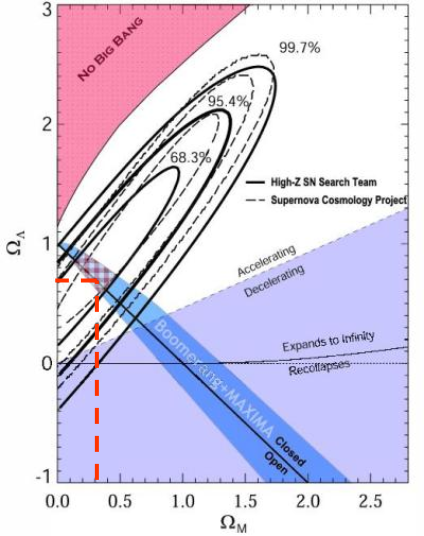 3
2
1
0
-1
Ω_Λ
No Big Bang
99.7%
95.4%
68.3%
High-Z SN Search Team
Supernova Cosmology Project
Accelerating
Decelerating
Boomerang+MAXIMA
Expands to Infinity
Recollapses
Closed
Open
0.0 0.5 1.0 1.5 2.0 2.5
Ω_M